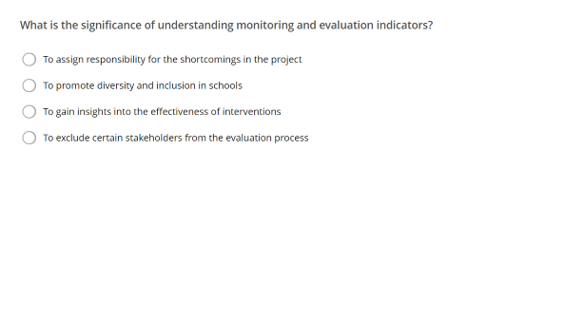 What is the significance of understanding monitoring and evaluation indicators?
To assign responsibility for the shortcomings in the project
To promote diversity and inclusion in schools
To gain insights into the effectiveness of interventions
To exclude certain stakeholders from the evaluation process